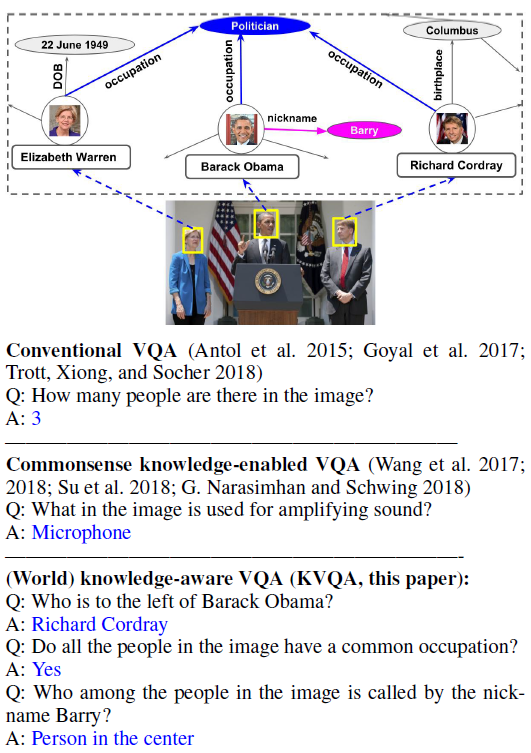 Politician
22 June 1949
Columbus
DOB
occupation
occupation
occupation
birthplace
nickname
Barry
Elizabeth Warren
Barack Obama
Richard Cordray
Conventional VQA (Antol et al. 2015; Goyal et al. 2017;
Trott, Xiong, and Socher 2018)
Q: How many people are there in the image?
A: 3
Commonsense knowledge-enabled VQA (Wang et al. 2017;
2018; Su et al. 2018; G. Narasimhan and Schwing 2018)
Q: What in the image is used for amplifying sound?
A: Microphone
(World) knowledge-aware VQA (KVQA, this paper):
Q: Who is to the left of Barack Obama?
A: Richard Cordray
Q: Do all the people in the image have a common occupation?
A: Yes
Q: Who among the people in the image is called by the nick-
name Barry?
A: Person in the center